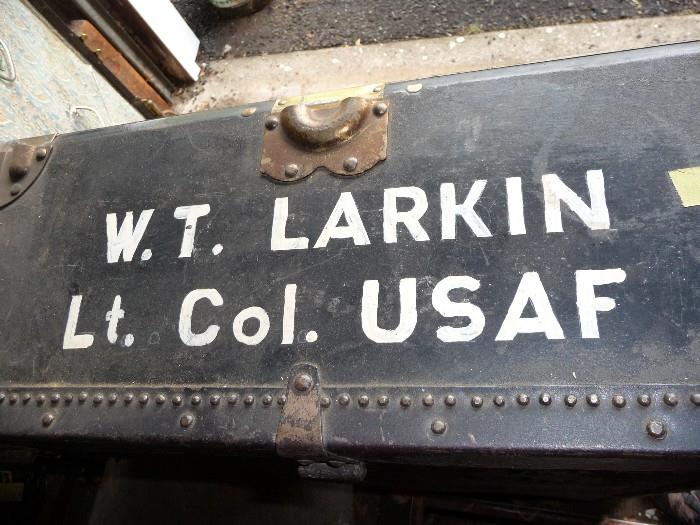 W.T. LARKIN
Lt. Col. USAF